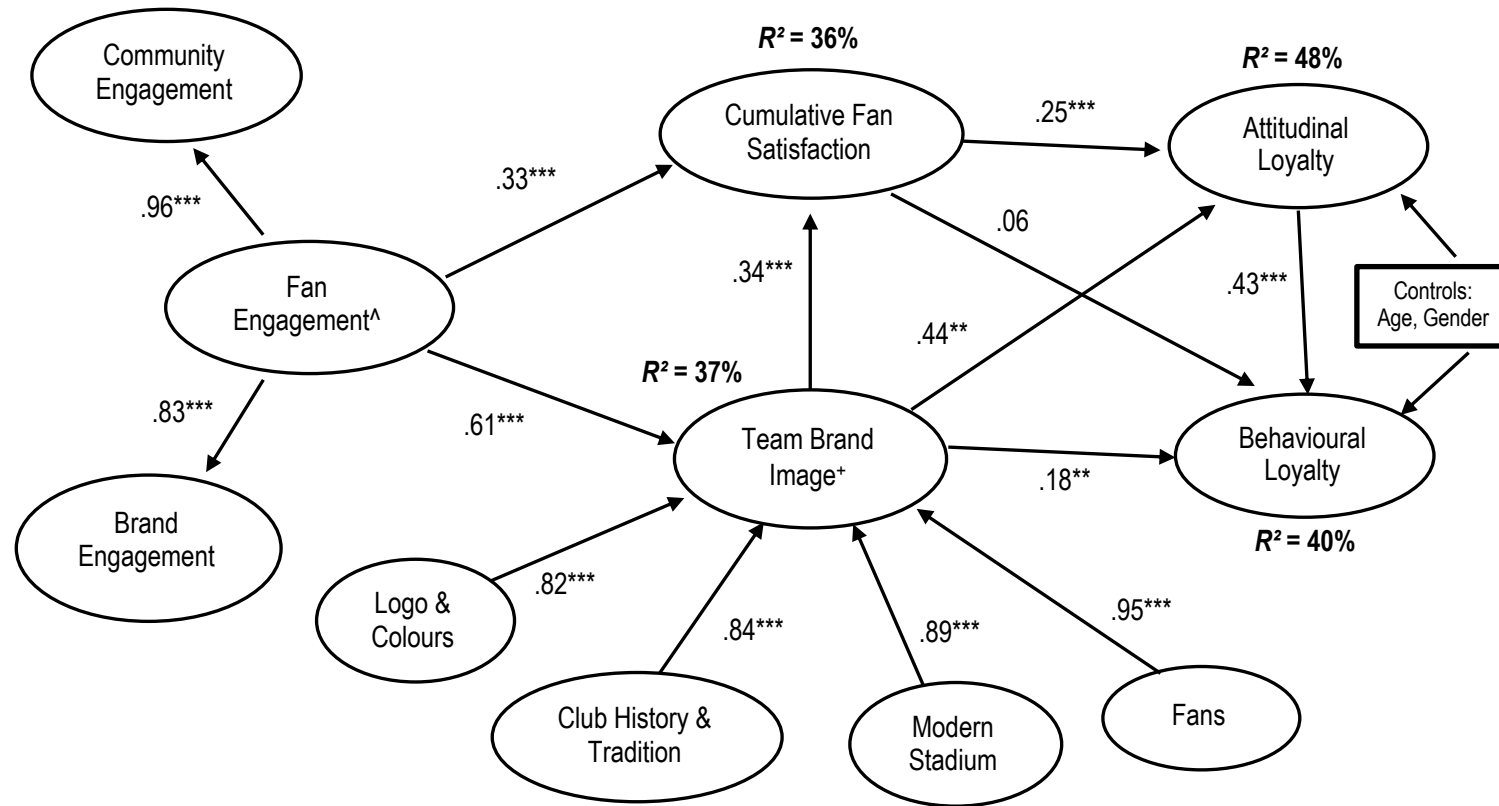 Community
Engagement
R² = 36%
R² = 48%
Cumulative Fan
Satisfaction
.25***
Attitudinal
Loyalty
.96***
.33***
.06
Fan
Engagement^
.34***
.43***
Controls:
Age, Gender
.44**
R² = 37%
.83***
.61***
Team Brand
Image⁺
.18**
Behavioural
Loyalty
R² = 40%
Brand
Engagement
Logo &
Colours
.82***
.84***
.89***
.95***
Club History &
Tradition
Modern
Stadium
Fans